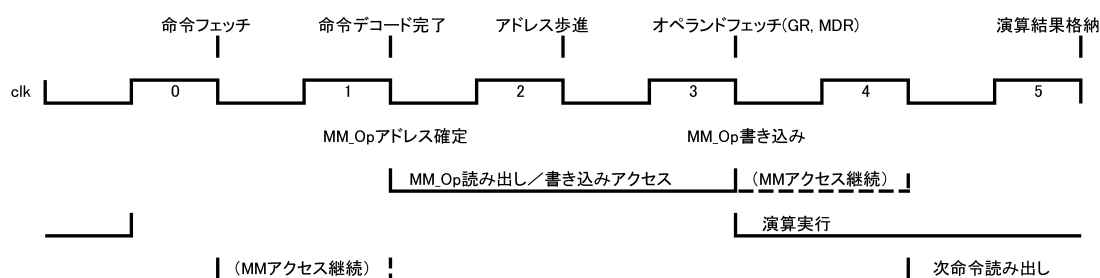 命令フェッチ 命令デコード完了 アドレス歩進 オペランドフェッチ(GR, MDR) 演算結果格納
clk 0 1 2 3 4 5
MM_Opアドレス確定 MM_Op書き込み
MM_Op読み出し/書き込みアクセス (MMアクセス継続)
演算実行
(MMアクセス継続) 次命令読み出し